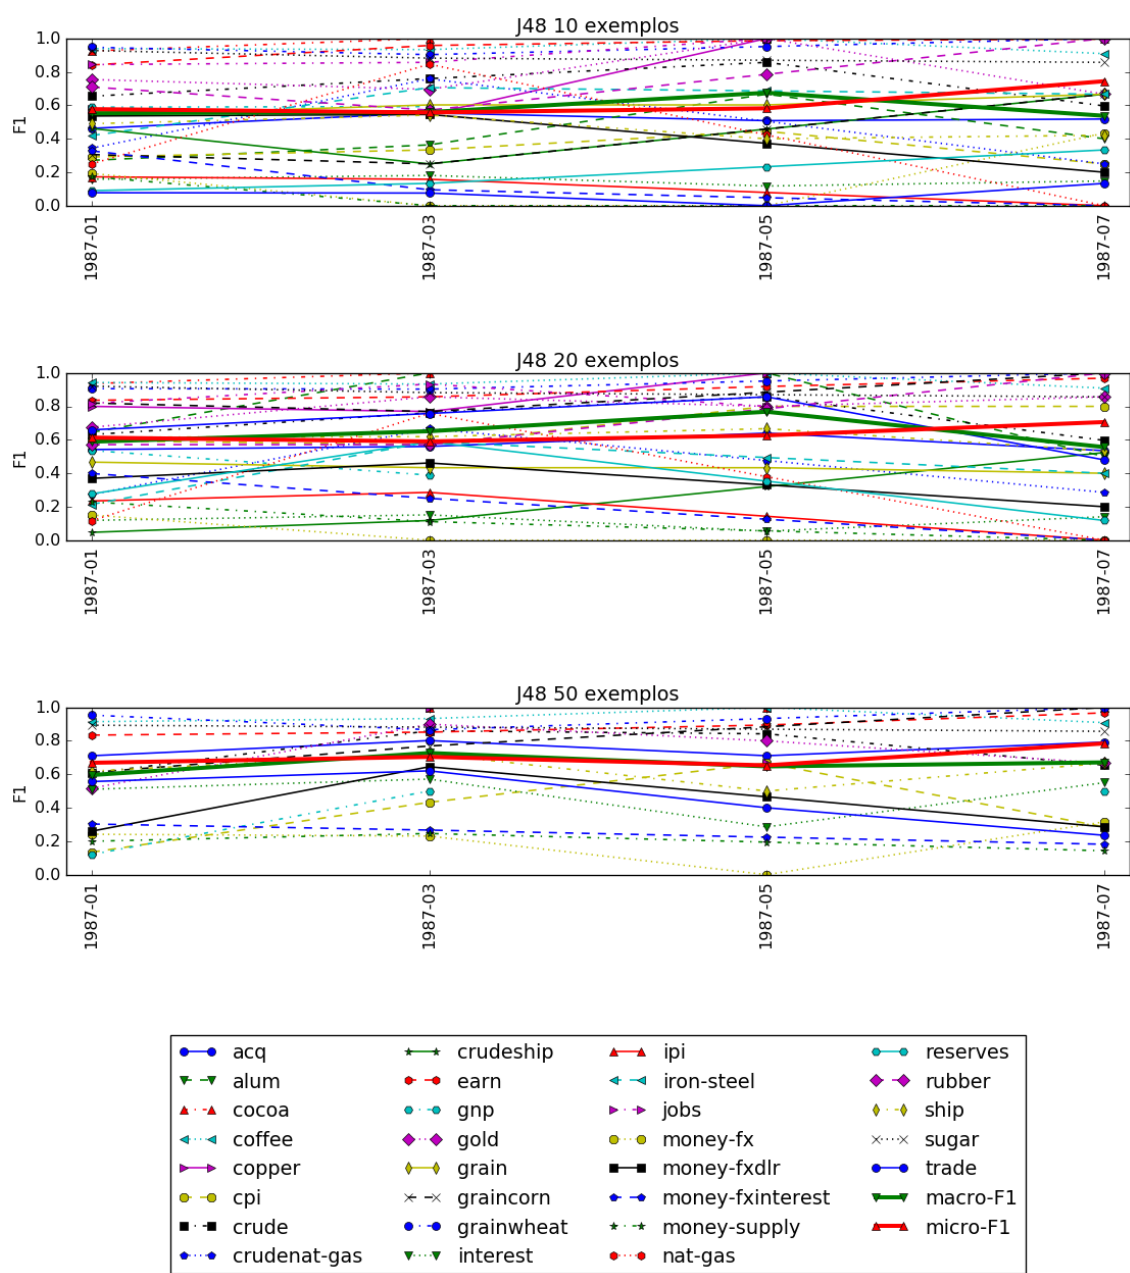 J48 10 exemplos
1.0
0.8
0.6
0.4
0.2
0.0
F1
1987-01
1987-03
1987-05
1987-07
J48 20 exemplos
1.0
0.8
0.6
0.4
0.2
0.0
F1
1987-01
1987-03
1987-05
1987-07
J48 50 exemplos
1.0
0.8
0.6
0.4
0.2
0.0
F1
1987-01
1987-03
1987-05
1987-07
acq
alum
cocoa
coffee
copper
cpi
crude
crudenat-gas
crudeship
earn
gnp
gold
grain
graincorn
grainwheat
interest
ipi
iron-steel
jobs
money-fx
money-fxdlr
money-fxinterest
money-supply
nat-gas
reserves
rubber
ship
sugar
trade
macro-F1
micro-F1